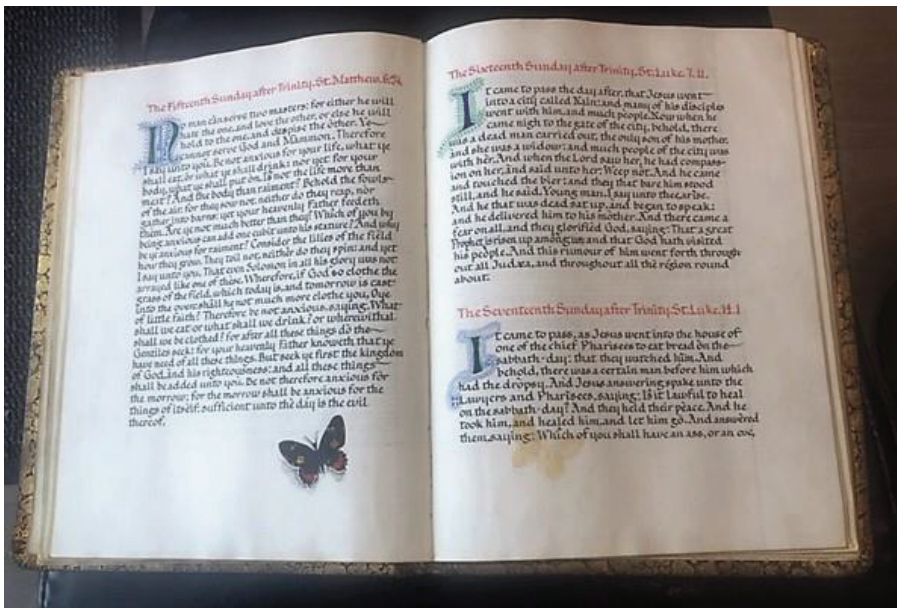 The Fifteenth Sunday after Trinity. St. Matthew. 6.24.
No man can serve two masters: for either he will
hate the one, and love the other, or else he will
hold to the one, and despise the other. Ye
cannot serve God and Mammon. Therefore
I say unto you. Be not anxious for your life, what ye
shall eat, or what ye shall drink: nor yet for your
body, what ye shall put on. Is not the life more than
meat? And the body than raiment? Behold the fowls
of the air: for they sow not, neither do they reap, nor
gather into barns: yet your heavenly Father feedeth
them. Are ye not much better than they? Which of you by
being anxious can add one cubit unto his stature? And why
be ye anxious for raiment? Consider the lilies of the field
how they grow. They toil not, neither do they spin: and yet
I say unto you. That even Solomon in all his glory was not
arrayed like one of these. Wherefore, if God so clothe the
grass of the field, which today is, and tomorrow is cast
into the oven: shall he not much more clothe you, O ye
of little faith? Therefore be not anxious, saying. What
shall we eat or what shall we drink? or wherewithal
shall we be clothed? for after all these things do the
Gentiles seek: for your heavenly Father knoweth that ye
have need of all these things. But seek ye first the kingdom
of God, and his righteousness: and all these things
shall be added unto you. Be not therefore anxious for
the morrow: for the morrow shall be anxious for the
things of itself: sufficient unto the day is the evil
thereof.
The Sixteenth Sunday after Trinity. St. Luke. 7. 11.
It came to pass the day after, that Jesus went
into a city called Nain: and many of his disciples
went with him, and much people. Now when he
came nigh to the gate of the city, behold, there
was a dead man carried out, the only son of his mother,
and she was a widow: and much people of the city was
with her. And when the Lord saw her, he had compass-
ion on her, and said unto her: Weep not. And he came
and touched the bier: and they that bare him stood
still, and he said, Young man, I say unto thee, arise.
And he that was dead sat up, and began to speak:
and he delivered him to his mother. And there came a
fear on all, and they glorified God, saying: That a great
Prophet is risen up among us: and that God hath visited
his people. And this rumour of him went forth through
out all Judæa, and throughout all the region round
about.
The Seventeenth Sunday after Trinity. St. Luke. 14. 1
It came to pass, as Jesus went into the house of
one of the chief Pharisees to eat bread on the
sabbath-day: that they watched him. And
behold, there was a certain man before him which
had the dropsy. And Jesus answering spake unto the
Lawyers and Pharisees, saying: Is it lawful to heal
on the sabbath-day? And they held their peace. And he
took him, and healed him, and let him go. And answered
them, saying: Which of you shall have an ass, or an oxe,